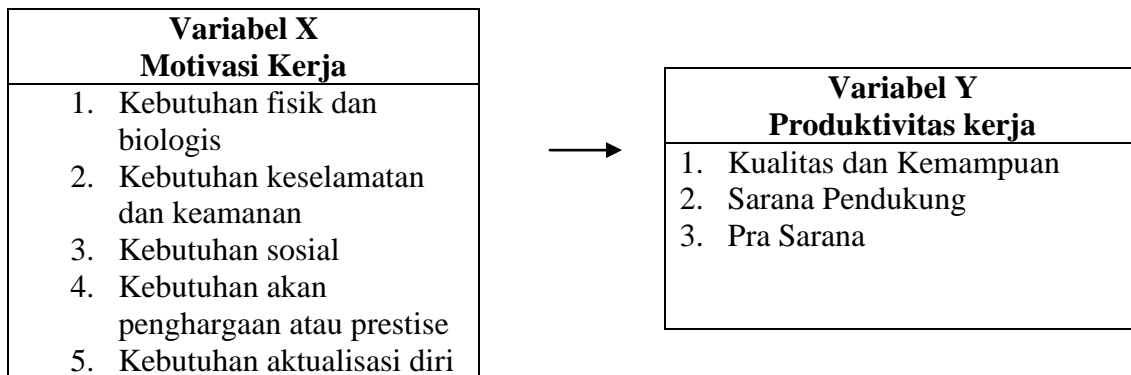 Variabel X
Motivasi Kerja
1. Kebutuhan fisik dan
biologis
2. Kebutuhan keselamatan
dan keamanan
3. Kebutuhan sosial
4. Kebutuhan akan
penghargaan atau prestise
5. Kebutuhan aktualisasi diri
Variabel Y
Produktivitas kerja
1. Kualitas dan Kemampuan
2. Sarana Pendukung
3. Pra Sarana